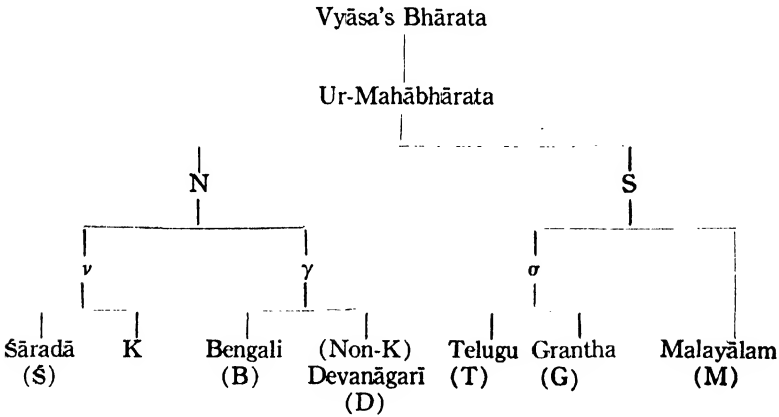 Vyāsa's Bhārata
Ur-Mahābhārata
N S
ν γ σ
Śāradā K Bengali (Non-K) Telugu Grantha Malayālam
(Ś) (B) Devanāgarī (T) (G) (M)
(D)